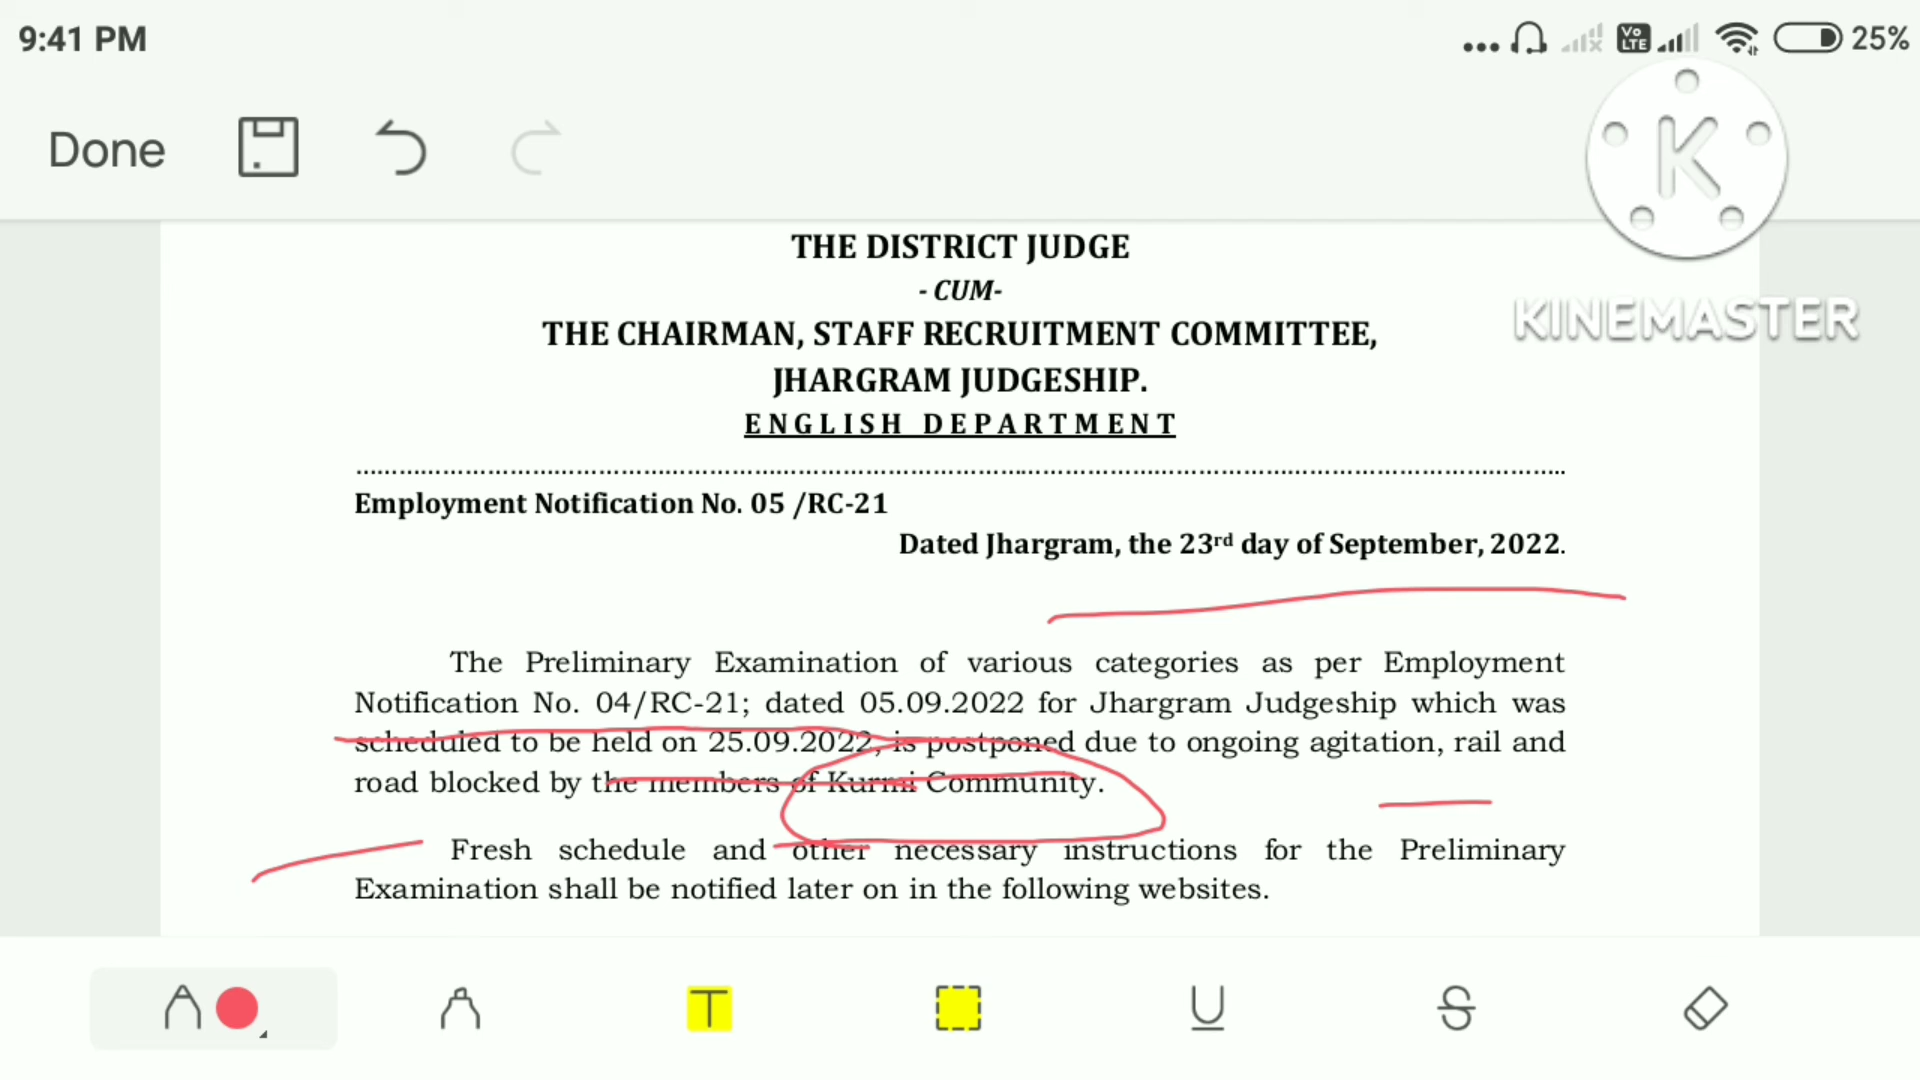 9:41 PM
Vo LTE
25%
Done
K
KINEMASTER
THE DISTRICT JUDGE
- CUM-
THE CHAIRMAN, STAFF RECRUITMENT COMMITTEE,
JHARGRAM JUDGESHIP.
ENGLISH DEPARTMENT
Employment Notification No. 05 /RC-21
Dated Jhargram, the 23rd day of September, 2022.
The Preliminary Examination of various categories as per Employment
Notification No. 04/RC-21; dated 05.09.2022 for Jhargram Judgeship which was
scheduled to be held on 25.09.2022, is postponed due to ongoing agitation, rail and
road blocked by the members of Kurmi Community.
Fresh schedule and other necessary instructions for the Preliminary
Examination shall be notified later on in the following websites.
T
U
S